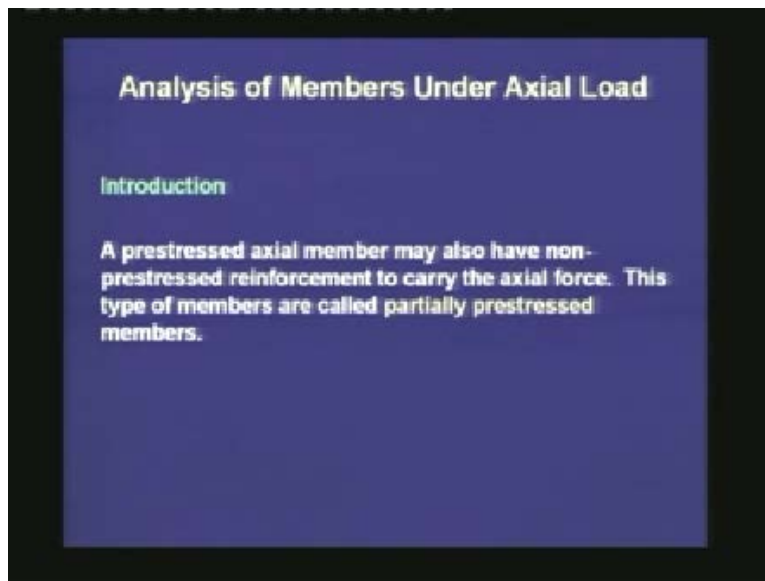 Analysis of Members Under Axial Load
Introduction
A prestressed axial member may also have non-
prestressed reinforcement to carry the axial force. This
type of members are called partially prestressed
members.